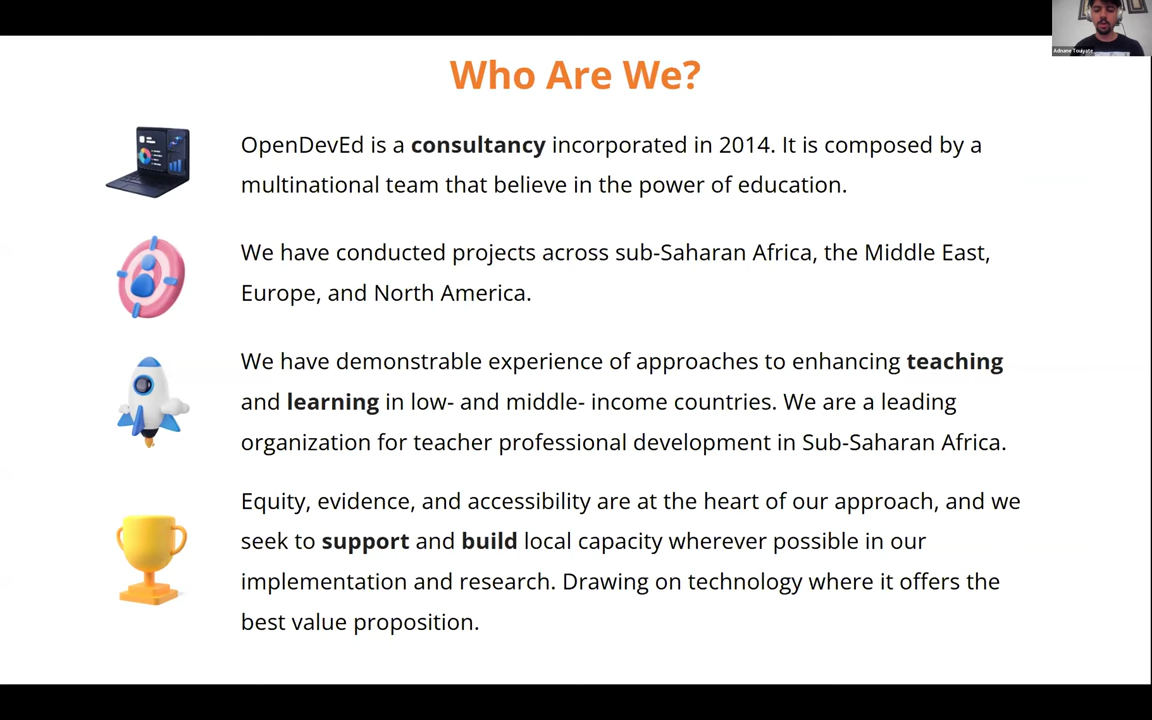 Adnane Touiyate
Who Are We?
OpenDevEd is a consultancy incorporated in 2014. It is composed by a
multinational team that believe in the power of education.
We have conducted projects across sub-Saharan Africa, the Middle East,
Europe, and North America.
We have demonstrable experience of approaches to enhancing teaching
and learning in low- and middle- income countries. We are a leading
organization for teacher professional development in Sub-Saharan Africa.
Equity, evidence, and accessibility are at the heart of our approach, and we
seek to support and build local capacity wherever possible in our
implementation and research. Drawing on technology where it offers the
best value proposition.